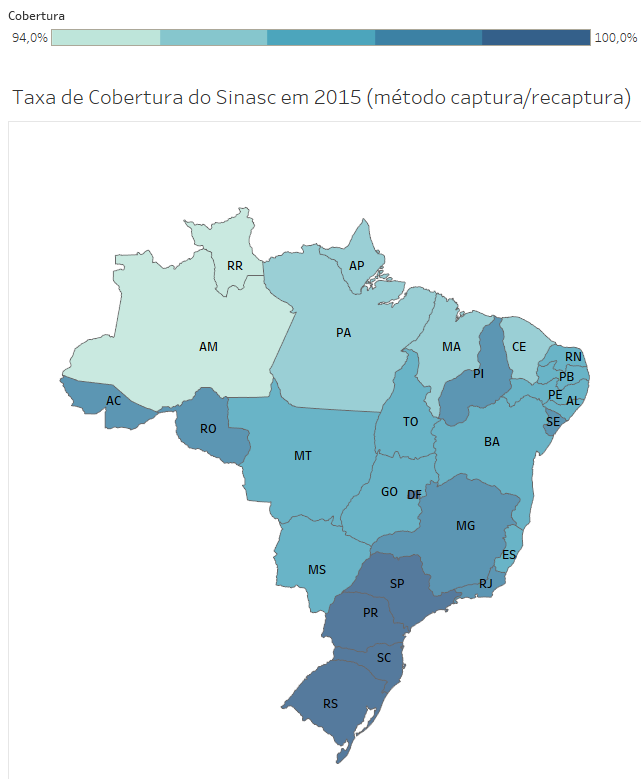 Cobertura
94,0% 100,0%
Taxa de Cobertura do Sinasc em 2015 (método captura/recaptura)
RR
AP
PA
AM
MA
CE
RN
PI
PB
PE
AL
AC
RO
TO
SE
BA
MT
GO
DF
MG
ES
MS
SP
RJ
PR
SC
RS